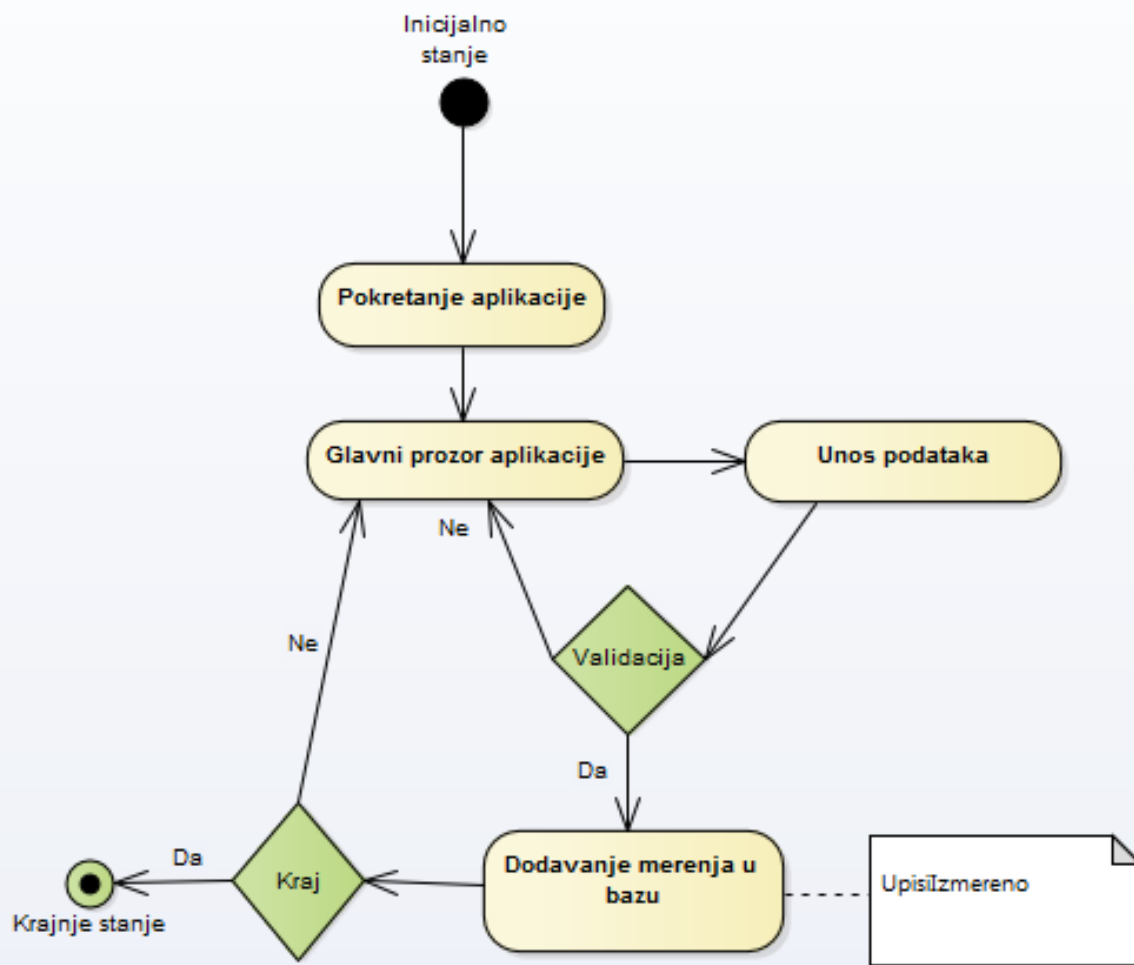 Inicijalno
stanje
Pokretanje aplikacije
Glavni prozor aplikacije
Unos podataka
Ne
Ne
Validacija
Da
Dodavanje merenja u
bazu
UpisiIzmereno
Da
Kraj
Krajnje stanje